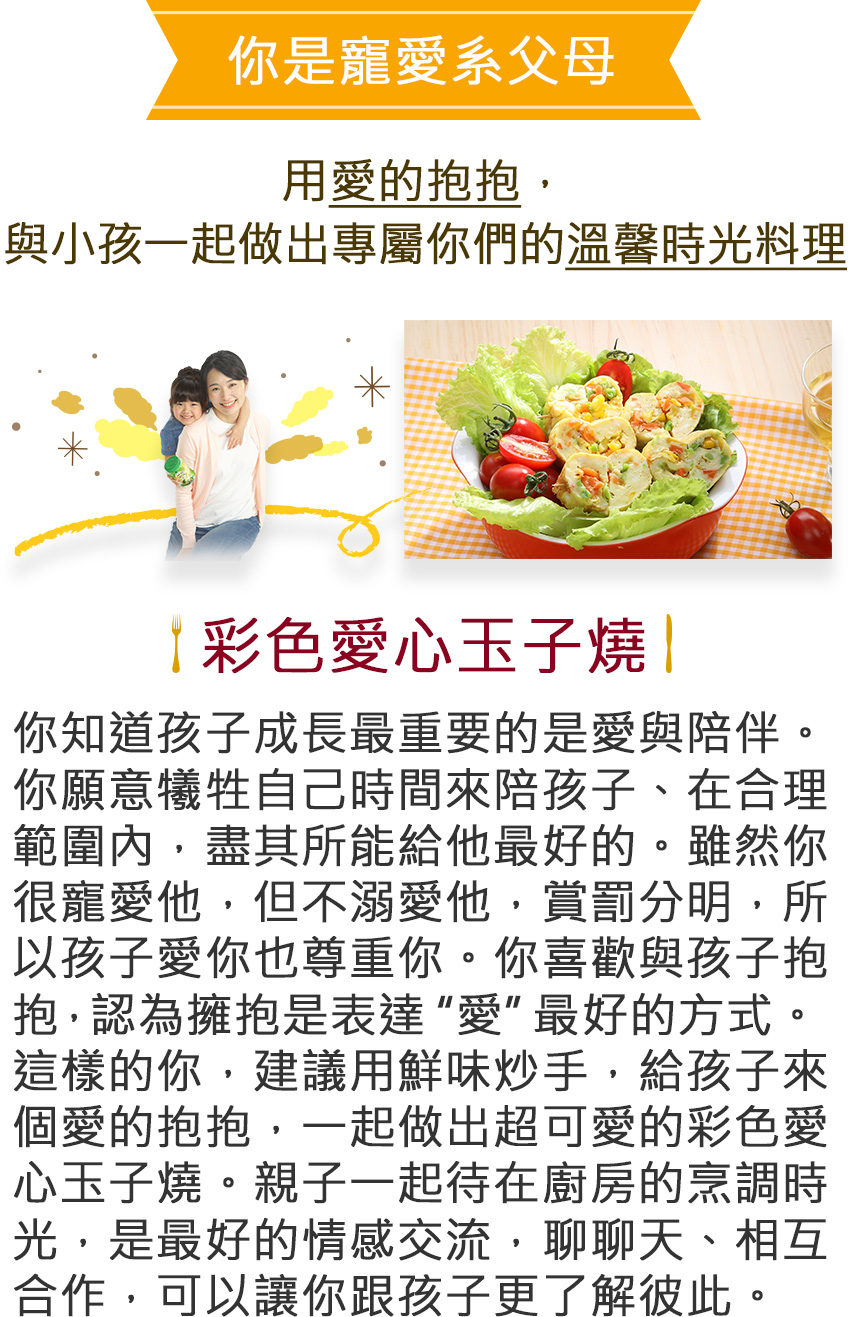 你是寵愛系父母
用愛的抱抱，
與小孩一起做出專屬你們的溫馨時光料理
彩色愛心玉子燒
你知道孩子成長最重要的是愛與陪伴。
你願意犧牲自己時間來陪孩子、在合理
範圍內，盡其所能給他最好的。雖然你
很寵愛他，但不溺愛他，賞罰分明，所
以孩子愛你也尊重你。你喜歡與孩子抱
抱，認為擁抱是表達 “愛” 最好的方式。
這樣的你，建議用鮮味炒手，給孩子來
個愛的抱抱，一起做出超可愛的彩色愛
心玉子燒。親子一起待在廚房的烹調時
光，是最好的情感交流，聊聊天、相互
合作，可以讓你跟孩子更了解彼此。